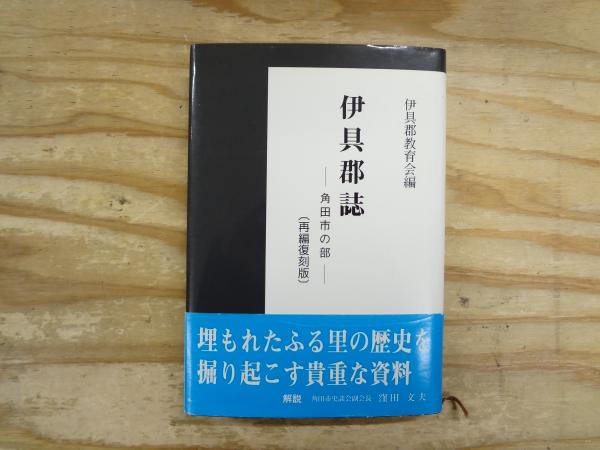 伊具郡教育会編
伊具郡誌
― 角田市の部 ―
(再編復刻版)
埋もれたふる里の歴史を
掘り起こす貴重な資料
解説 角田市史談会副会長 窪田文夫